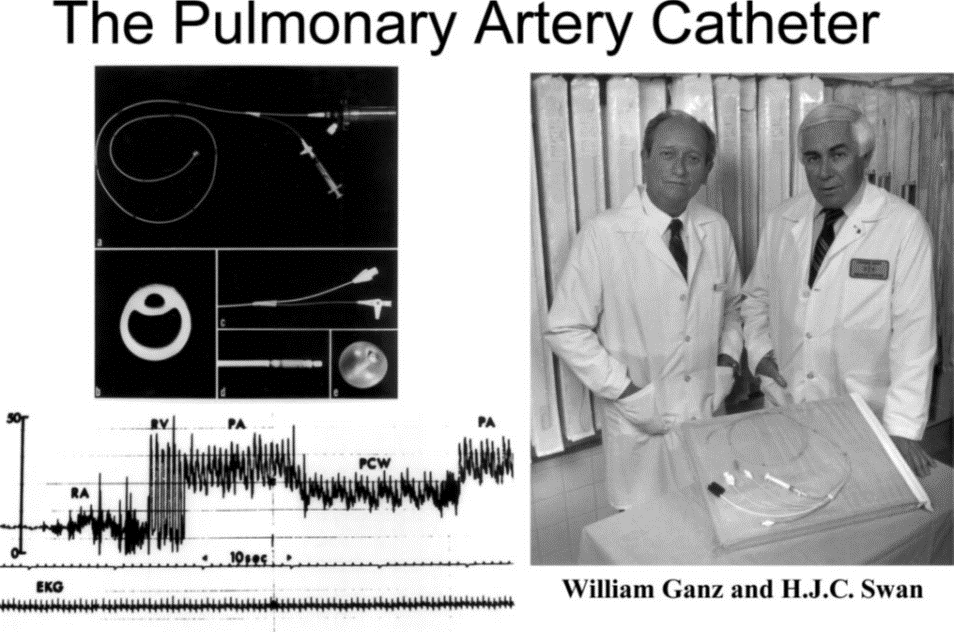 The Pulmonary Artery Catheter
a
b
c
d
e
50
RV
PA
PA
RA
PCW
0
10sec
EKG
William Ganz and H.J.C. Swan